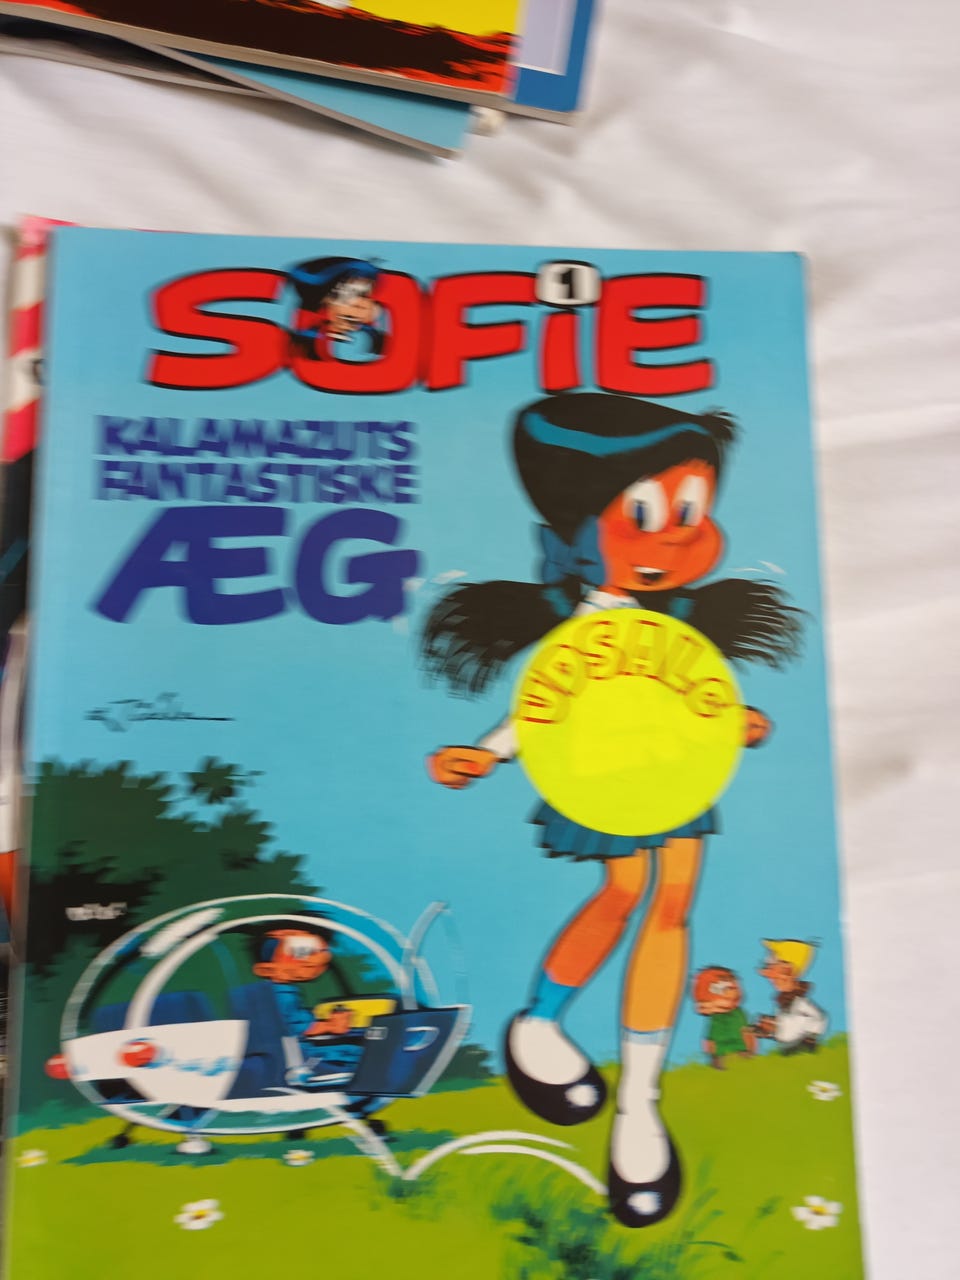 SOFiE
1
KALAMAZUTS
FANTASTISKE
ÆG
UDSALG